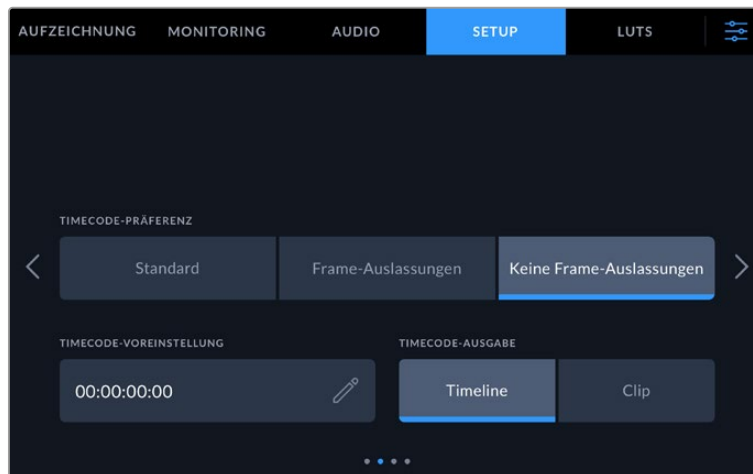 AUFZEICHNUNG MONITORING AUDIO SETUP LUTS
TIMECODE-PRÄFERENZ
Standard Frame-Auslassungen Keine Frame-Auslassungen
TIMECODE-VOREINSTELLUNG TIMECODE-AUSGABE
00:00:00:00 Timeline Clip